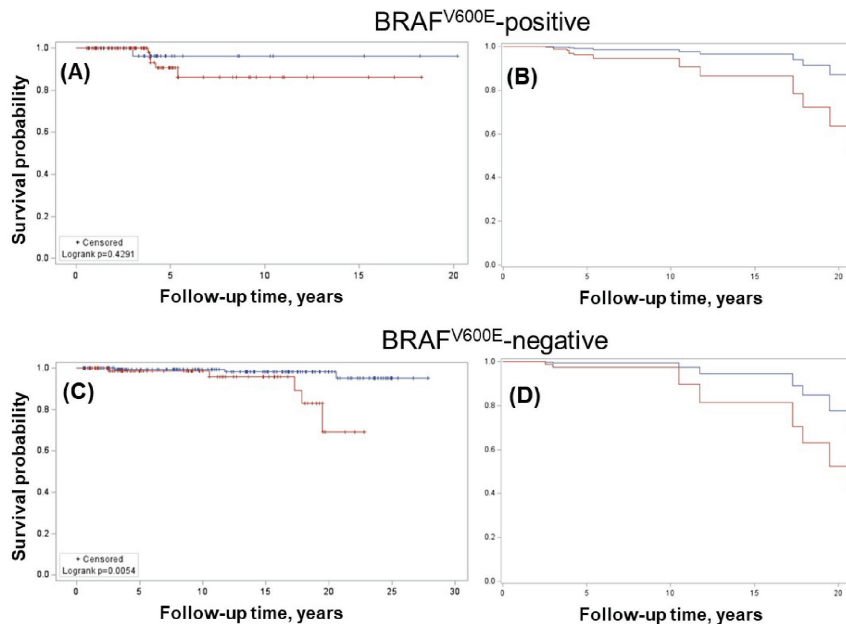 BRAFV600E-positive
(A)
Survival probability
1.0
0.8
0.6
0.4
0.2
0.0
+ Censored
Logrank p=0.4291
0 5 10 15 20
Follow-up time, years
(B)
1.0
0.8
0.6
0.4
0.2
0.0
0 5 10 15 20
Follow-up time, years
BRAFV600E-negative
(C)
Survival probability
1.0
0.8
0.6
0.4
0.2
0.0
+ Censored
Logrank p=0.0054
0 5 10 15 20 25 30
Follow-up time, years
(D)
1.0
0.8
0.6
0.4
0.2
0.0
0 5 10 15 20
Follow-up time, years